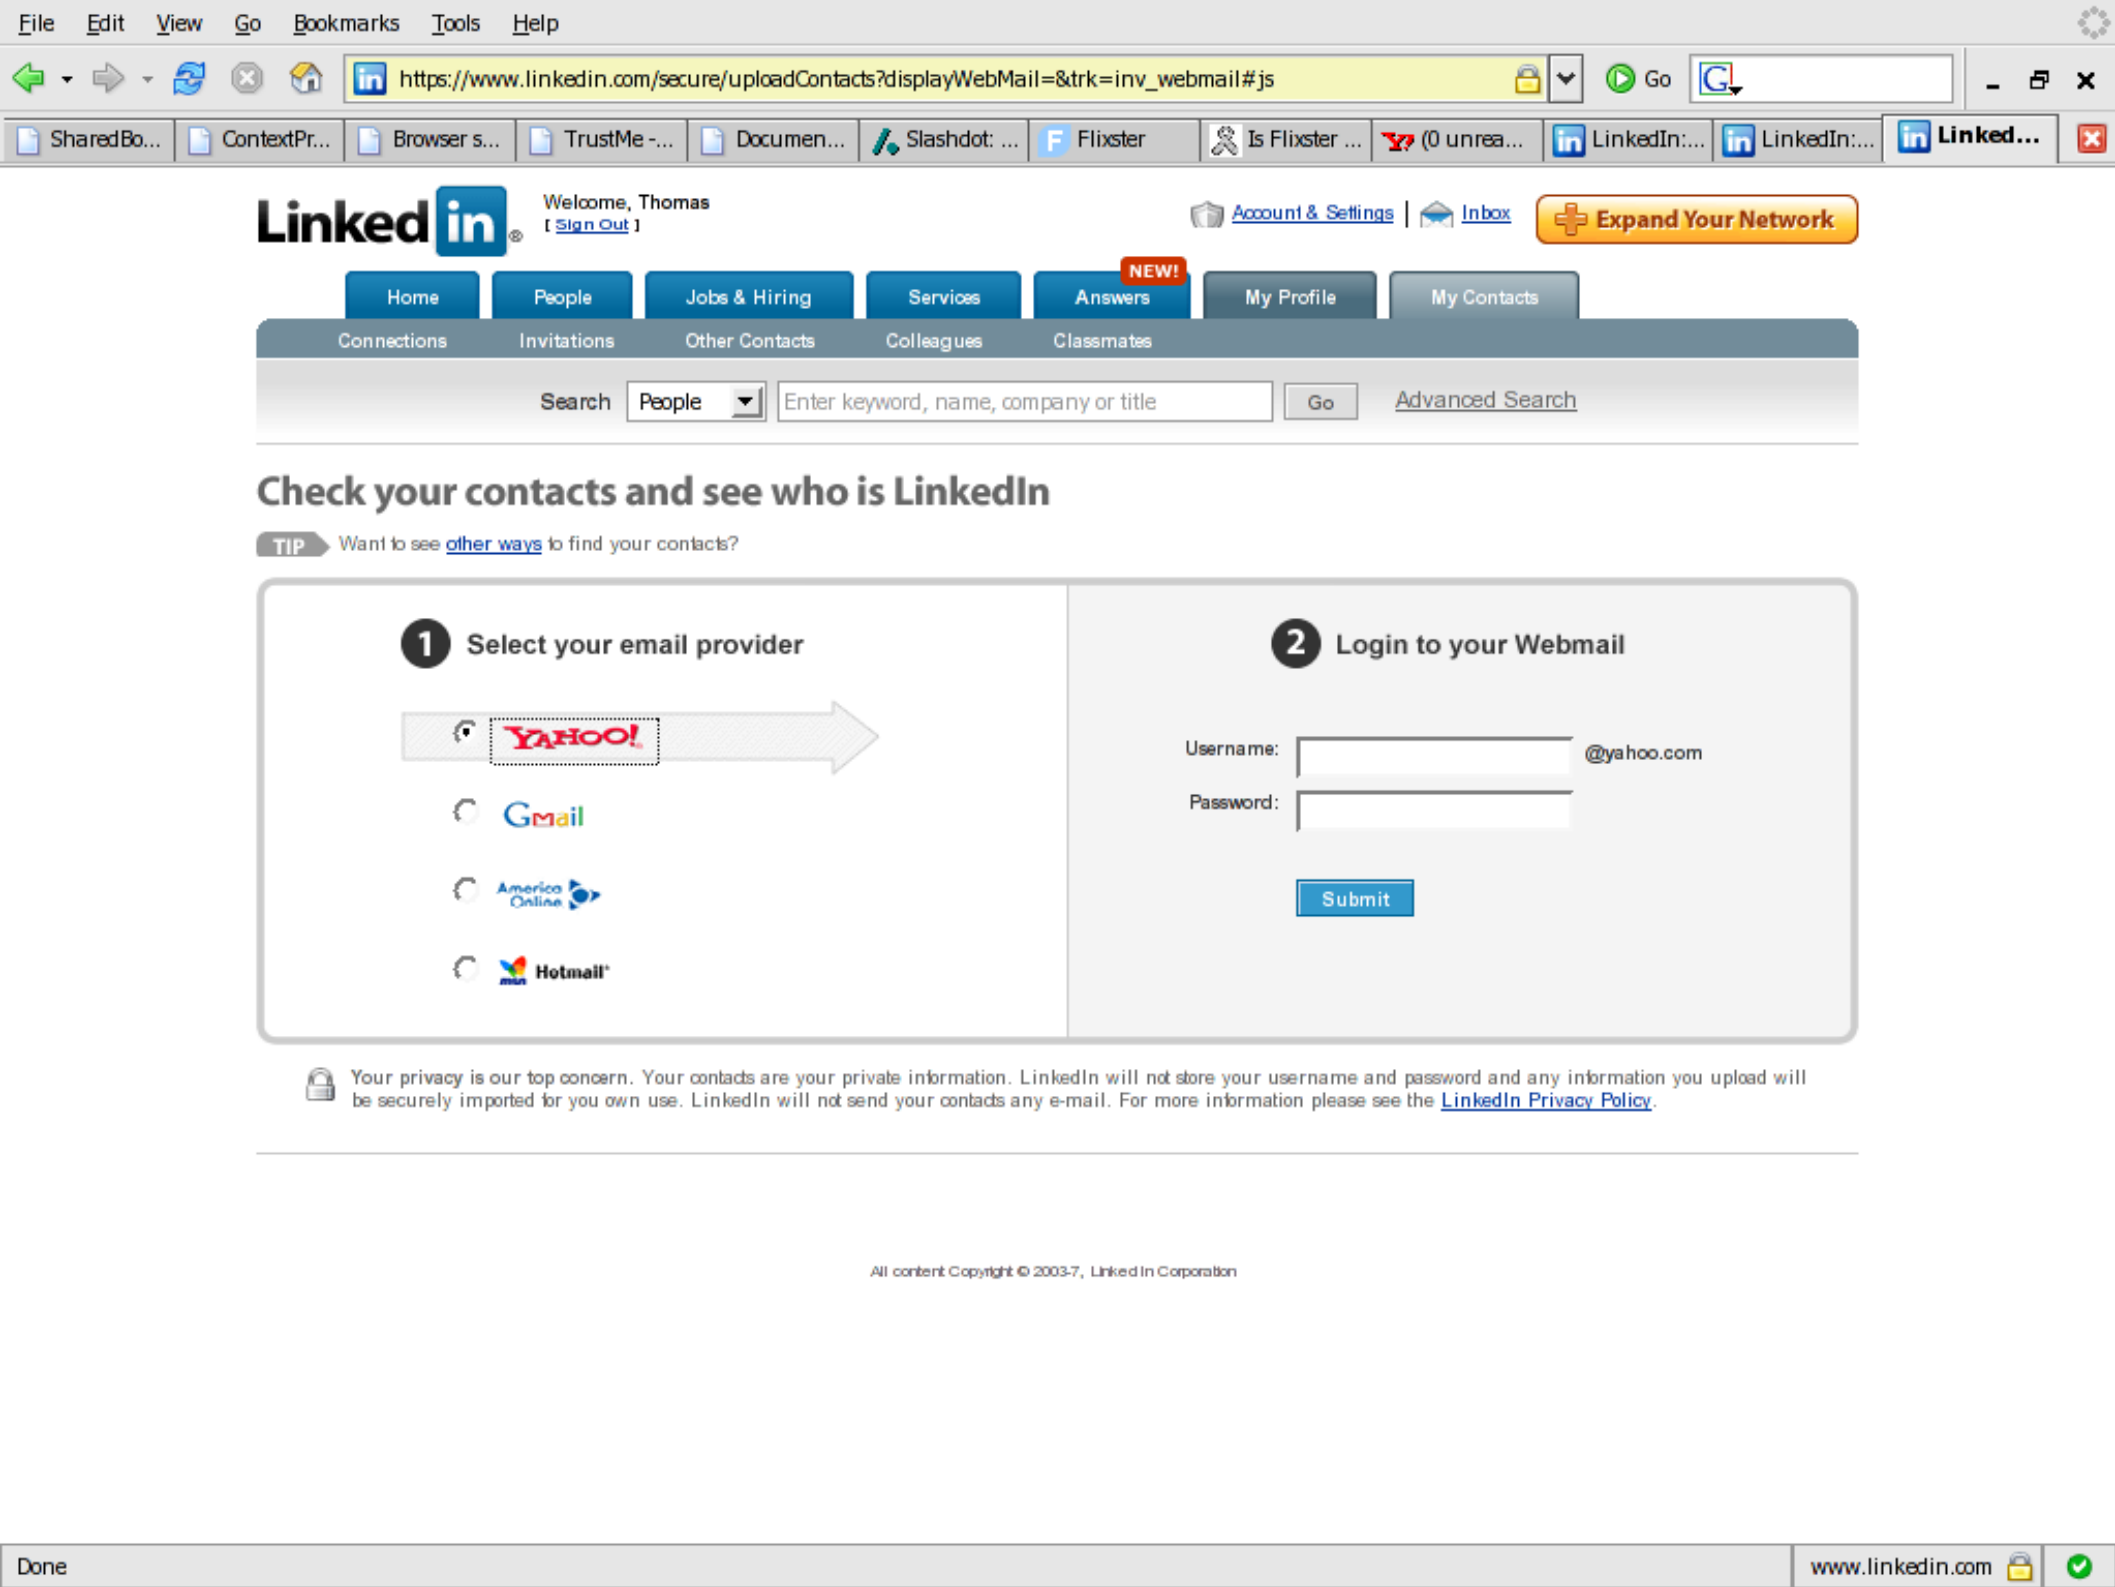 File Edit View Go Bookmarks Tools Help
https://www.linkedin.com/secure/uploadContacts?displayWebMail=&trk=inv_webmail#js Go G
SharedBo... ContextPr... Browser s... TrustMe -... Documen... Slashdot: ... Flixster Is Flixster ... (0 unrea... LinkedIn:... LinkedIn:... Linked...
Linked in ® Welcome, Thomas Account & Settings | Inbox Expand Your Network
[ Sign Out ]
NEW!
Home People Jobs & Hiring Services Answers My Profile My Contacts
Connections Invitations Other Contacts Colleagues Classmates
Search People Enter keyword, name, company or title Go Advanced Search
Check your contacts and see who is LinkedIn
TIP Want to see other ways to find your contacts?
1 Select your email provider
YAHOO!
Gmail
America
Online
msn Hotmail
2 Login to your Webmail
Username: @yahoo.com
Password:
Submit
Your privacy is our top concern. Your contacts are your private information. LinkedIn will not store your username and password and any information you upload will
be securely imported for you own use. LinkedIn will not send your contacts any e-mail. For more information please see the LinkedIn Privacy Policy.
All content Copyright © 2003-7, LinkedIn Corporation
Done www.linkedin.com